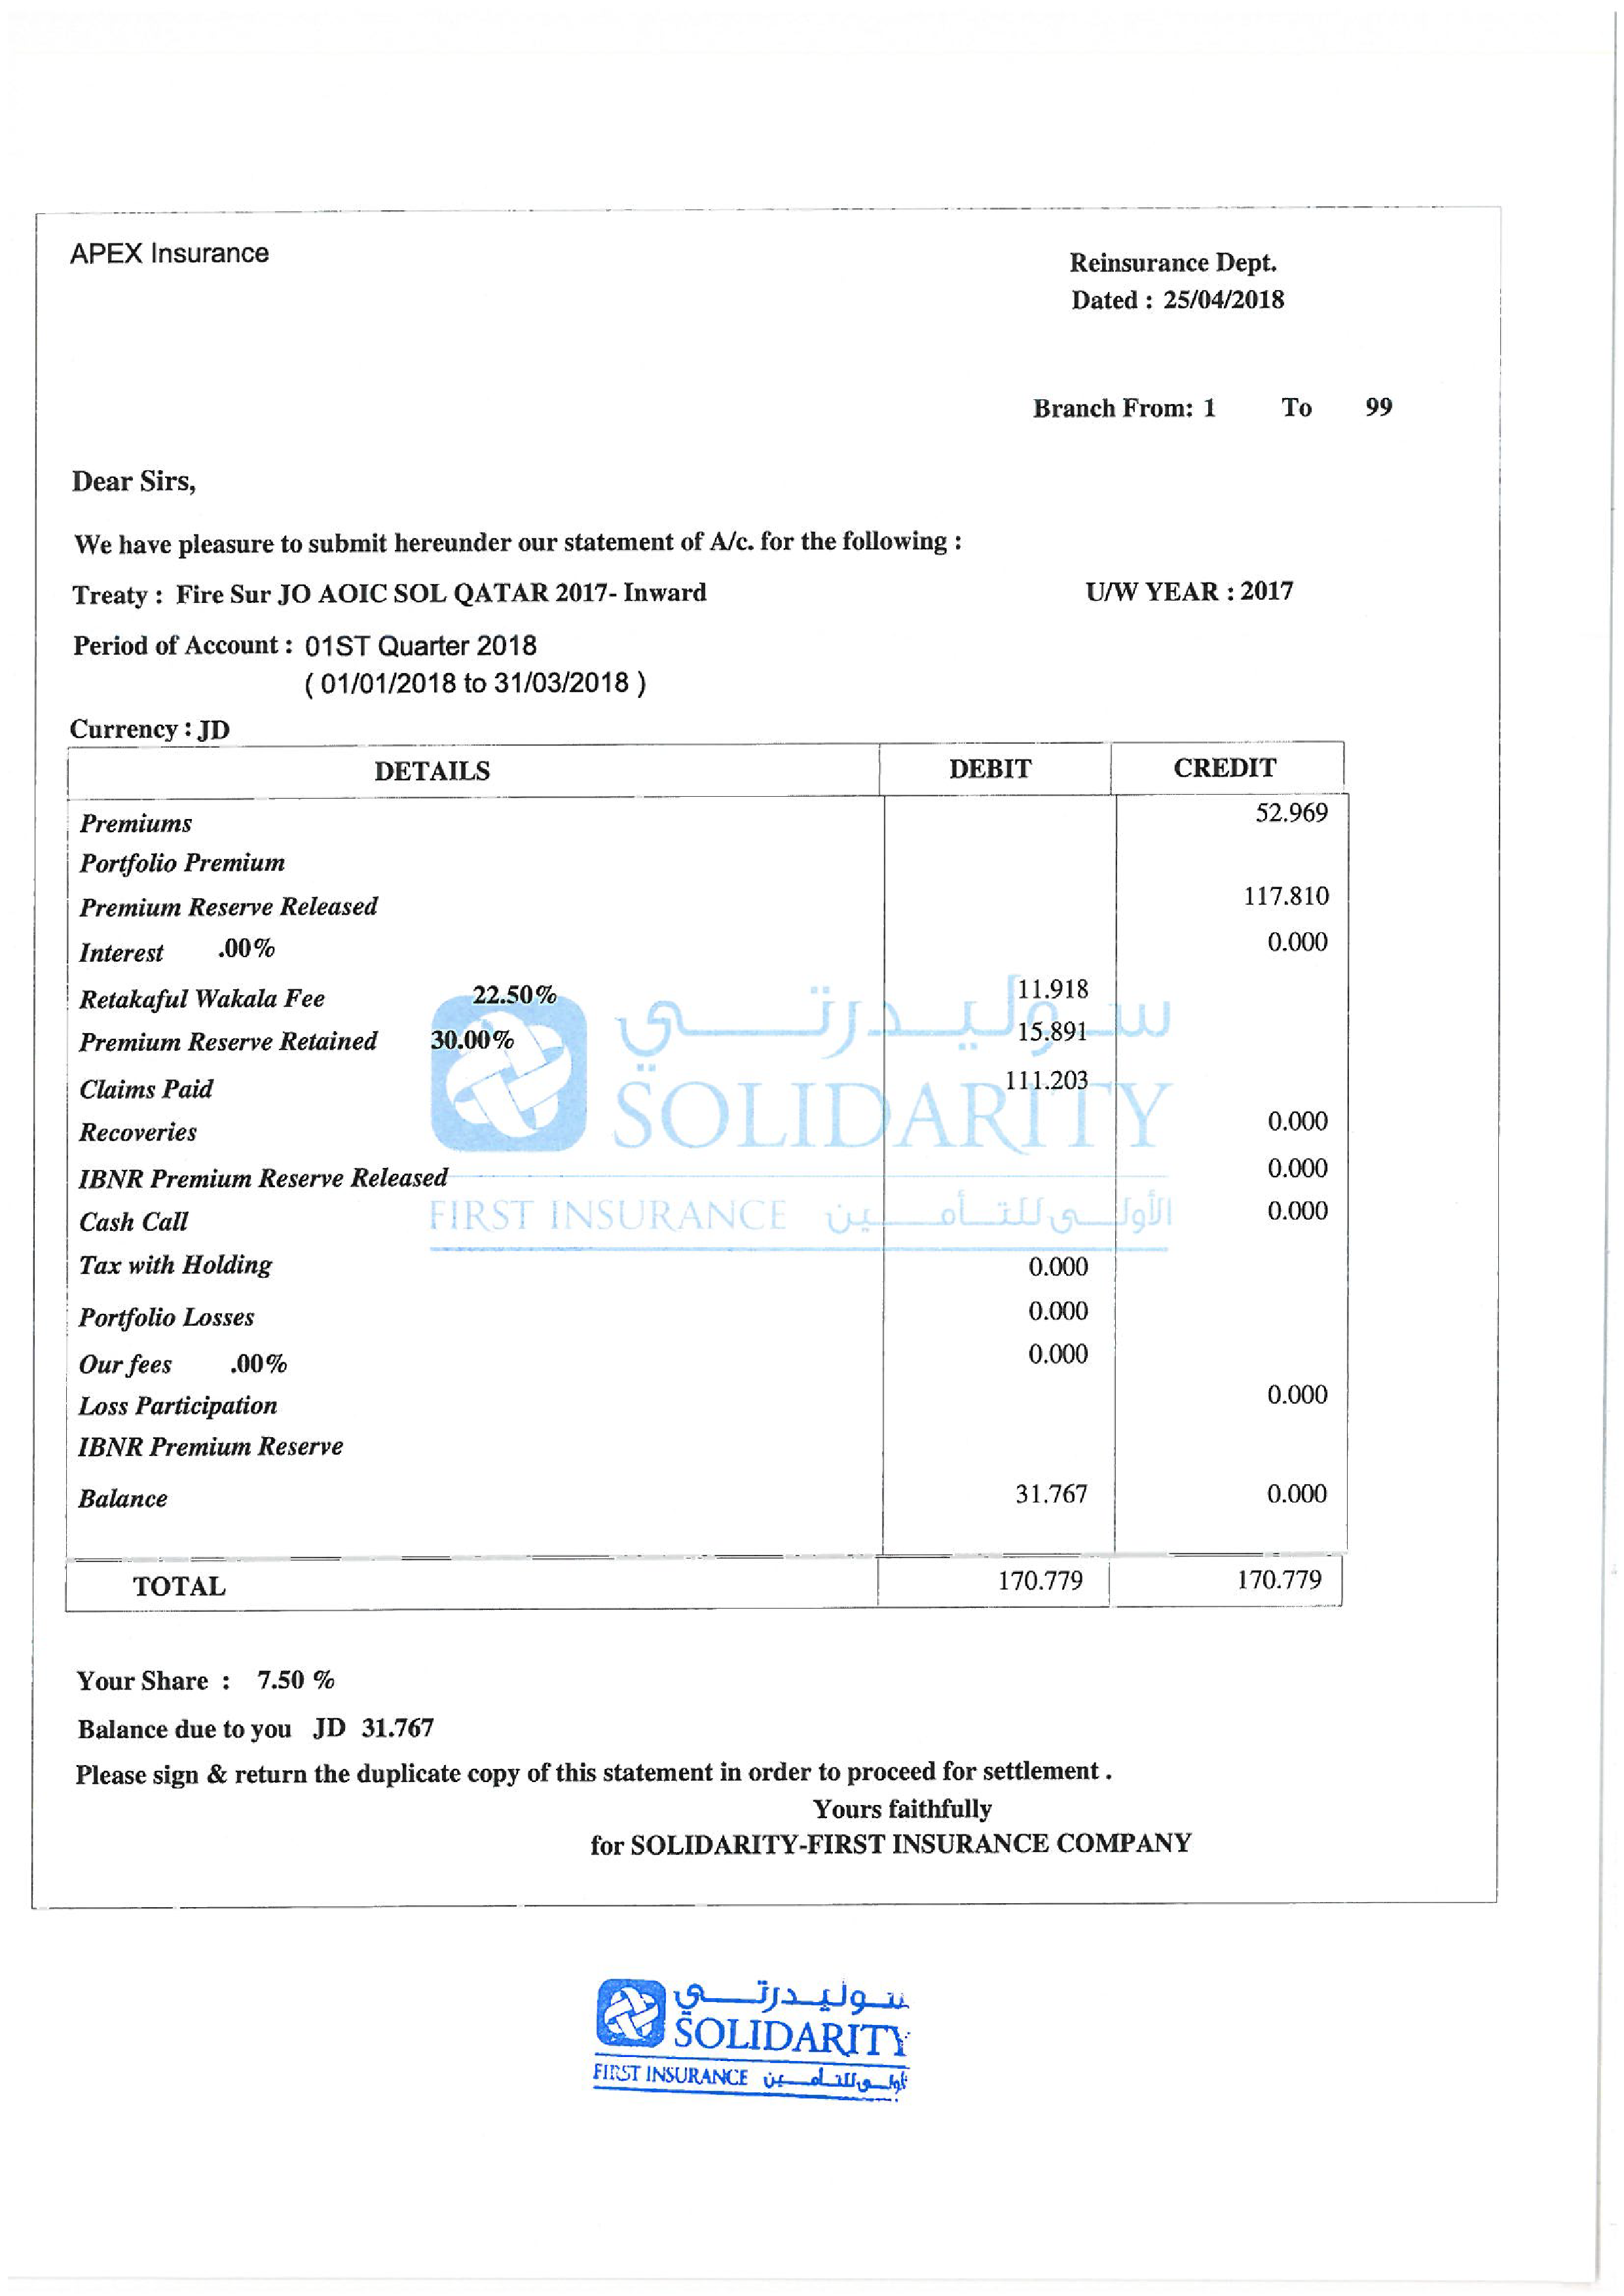 APEX Insurance
Reinsurance Dept.
Dated : 25/04/2018
Branch From: 1 To 99
Dear Sirs,
We have pleasure to submit hereunder our statement of A/c. for the following :
Treaty : Fire Sur JO AOIC SOL QATAR 2017- Inward U/W YEAR : 2017
Period of Account : 01ST Quarter 2018
( 01/01/2018 to 31/03/2018 )
Currency : JD
DETAILS DEBIT CREDIT
Premiums 52.969
Portfolio Premium
Premium Reserve Released 117.810
Interest .00% 0.000
Retakaful Wakala Fee 22.50% 11.918
Premium Reserve Retained 30.00% 15.891
Claims Paid 111.203
Recoveries 0.000
IBNR Premium Reserve Released 0.000
Cash Call 0.000
Tax with Holding 0.000
Portfolio Losses 0.000
Our fees .00% 0.000
Loss Participation 0.000
IBNR Premium Reserve
Balance 31.767 0.000
TOTAL 170.779 170.779
سوليدرتي
SOLIDARITY
FIRST INSURANCE الأولى للتأمين
Your Share : 7.50 %
Balance due to you JD 31.767
Please sign & return the duplicate copy of this statement in order to proceed for settlement .
Yours faithfully
for SOLIDARITY-FIRST INSURANCE COMPANY
سوليدرتي
SOLIDARITY
FIRST INSURANCE الأولى للتأمين